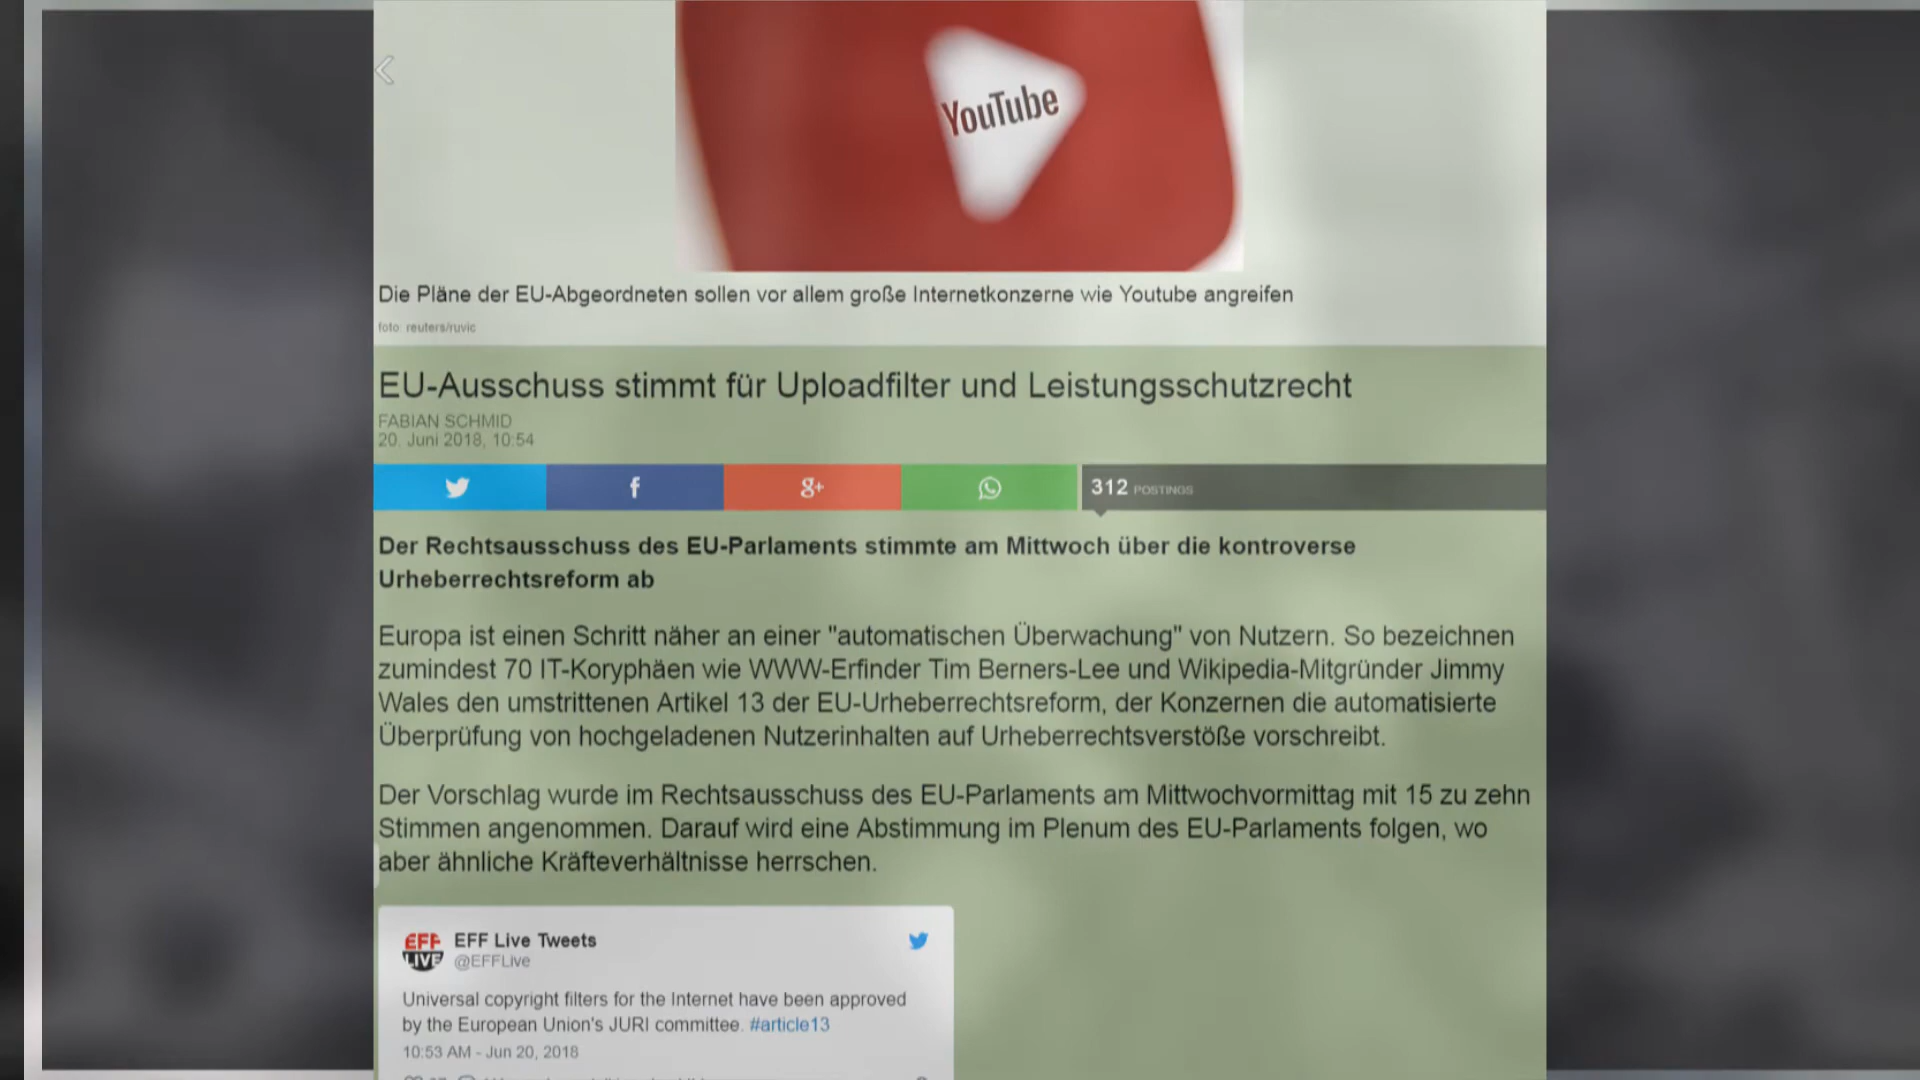 YouTube
Die Pläne der EU-Abgeordneten sollen vor allem große Internetkonzerne wie Youtube angreifen
foto: reuters/ruvic
EU-Ausschuss stimmt für Uploadfilter und Leistungsschutzrecht
FABIAN SCHMID
20. Juni 2018, 10:54
312 POSTINGS
Der Rechtsausschuss des EU-Parlaments stimmte am Mittwoch über die kontroverse
Urheberrechtsreform ab
Europa ist einen Schritt näher an einer "automatischen Überwachung" von Nutzern. So bezeichnen
zumindest 70 IT-Koryphäen wie WWW-Erfinder Tim Berners-Lee und Wikipedia-Mitgründer Jimmy
Wales den umstrittenen Artikel 13 der EU-Urheberrechtsreform, der Konzernen die automatisierte
Überprüfung von hochgeladenen Nutzerinhalten auf Urheberrechtsverstöße vorschreibt.
Der Vorschlag wurde im Rechtsausschuss des EU-Parlaments am Mittwochvormittag mit 15 zu zehn
Stimmen angenommen. Darauf wird eine Abstimmung im Plenum des EU-Parlaments folgen, wo
aber ähnliche Kräfteverhältnisse herrschen.
EFF LIVE
EFF Live Tweets
@EFFLive
Universal copyright filters for the Internet have been approved
by the European Union's JURI committee. #article13
10:53 AM - Jun 20, 2018